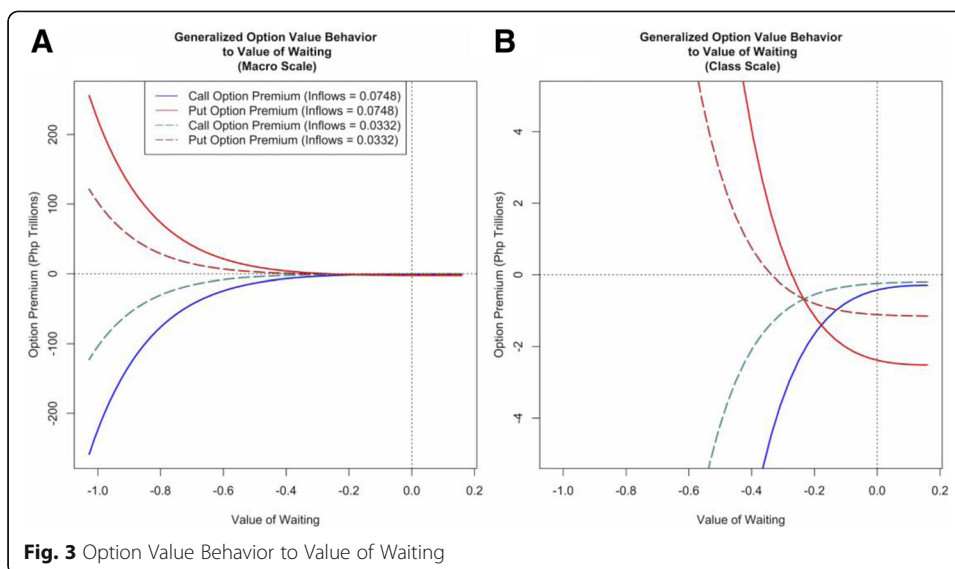 A
Generalized Option Value Behavior
to Value of Waiting
(Macro Scale)
Call Option Premium (Inflows = 0.0748)
Put Option Premium (Inflows = 0.0748)
Call Option Premium (Inflows = 0.0332)
Put Option Premium (Inflows = 0.0332)
Option Premium (Php Trillions)
200
100
0
-100
-200
-1.0 -0.8 -0.6 -0.4 -0.2 0.0 0.2
Value of Waiting
B
Generalized Option Value Behavior
to Value of Waiting
(Class Scale)
Option Premium (Php Trillions)
4
2
0
-2
-4
-1.0 -0.8 -0.6 -0.4 -0.2 0.0 0.2
Value of Waiting
Fig. 3 Option Value Behavior to Value of Waiting